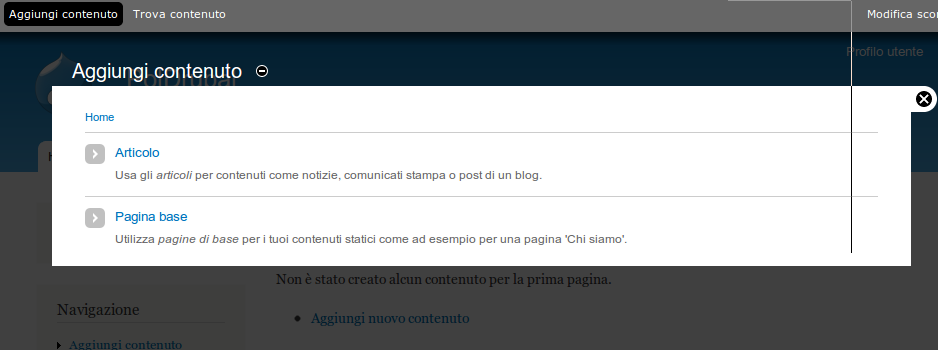 Aggiungi contenuto Trova contenuto Modifica scor
Profilo utente
Aggiungi contenuto
Home
Articolo
Usa gli articoli per contenuti come notizie, comunicati stampa o post di un blog.
Pagina base
Utilizza pagine di base per i tuoi contenuti statici come ad esempio per una pagina 'Chi siamo'.
Non è stato creato alcun contenuto per la prima pagina.
Aggiungi nuovo contenuto
Navigazione
Aggiungi contenuto